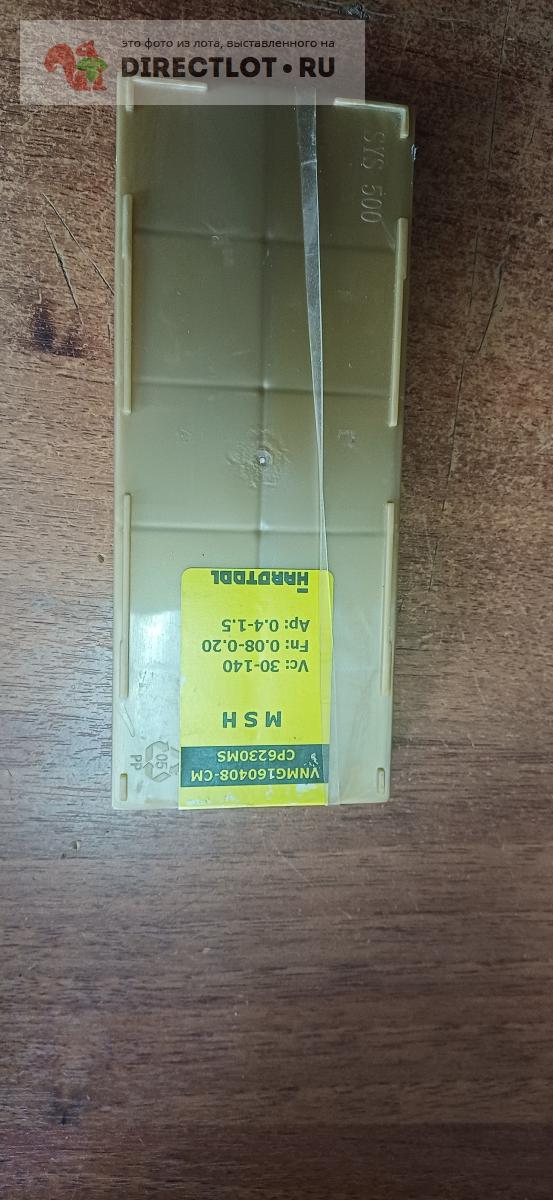 это фото из лота, выставленного на
DIRECTLOT•RU
SYS 500
VNMG160408-CM
CP6230MS
M S H
Vc: 30-140
Fn: 0.08-0.20
Ap: 0.4-1.5
HARDTOOL
05
PP